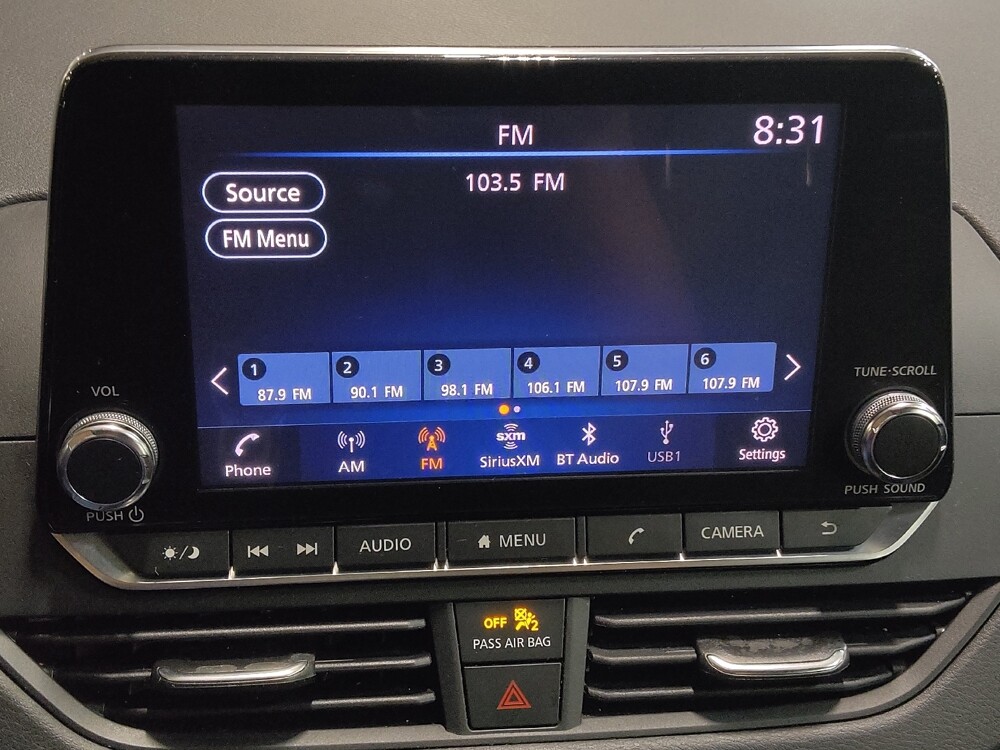 FM
8:31
103.5 FM
Source
FM Menu
1 2 3 4 5 6
87.9 FM 90.1 FM 98.1 FM 106.1 FM 107.9 FM 107.9 FM
Phone AM FM sxm SiriusXM BT Audio USB1 Settings
VOL
PUSH
TUNE·SCROLL
PUSH SOUND
AUDIO MENU CAMERA
OFF 2
PASS AIR BAG